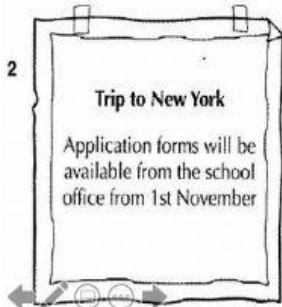 2
Trip to New York
Application forms will be
available from the school
office from 1st November